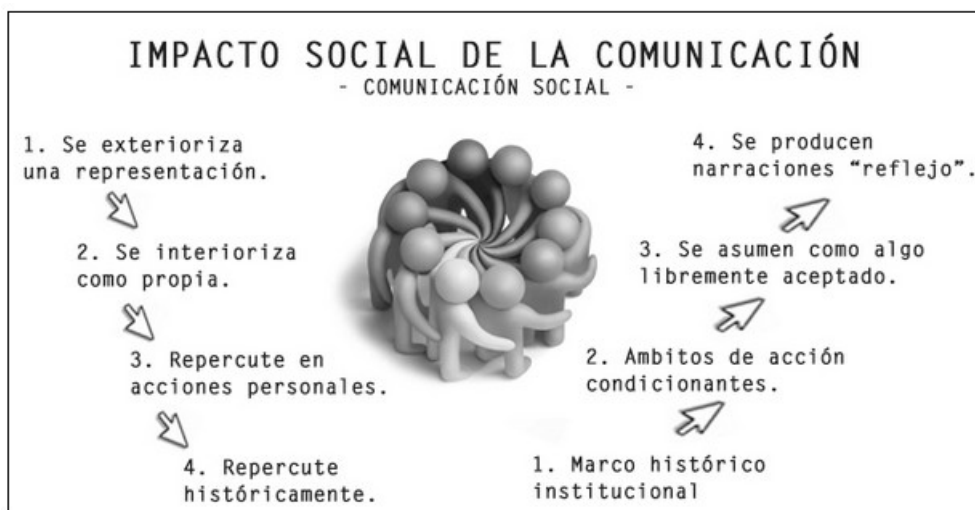 IMPACTO SOCIAL DE LA COMUNICACIÓN
- COMUNICACIÓN SOCIAL -
1. Se exterioriza
una representación.
2. Se interioriza
como propia.
3. Repercute en
acciones personales.
4. Repercute
históricamente.
4. Se producen
narraciones “reflejo”.
3. Se asumen como algo
libremente aceptado.
2. Ambitos de acción
condicionantes.
1. Marco histórico
institucional